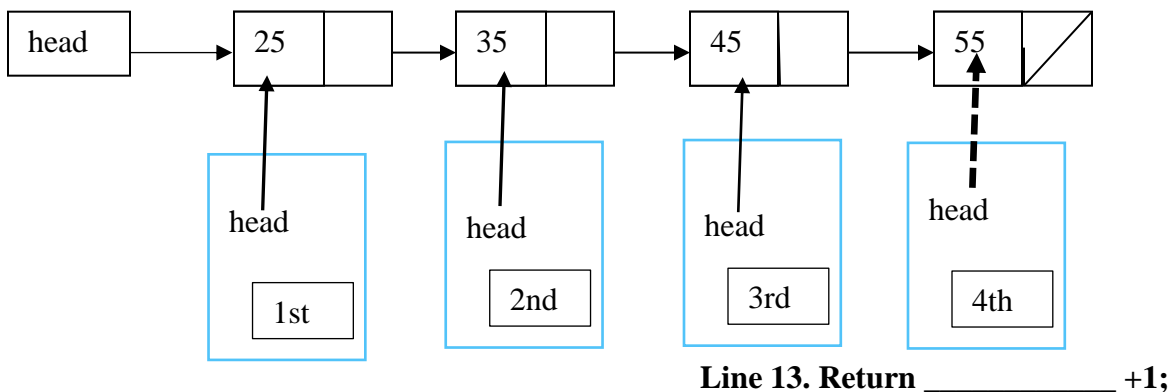 head 25 35 45 55
head head head head
1st 2nd 3rd 4th
Line 13. Return ____________ +1;